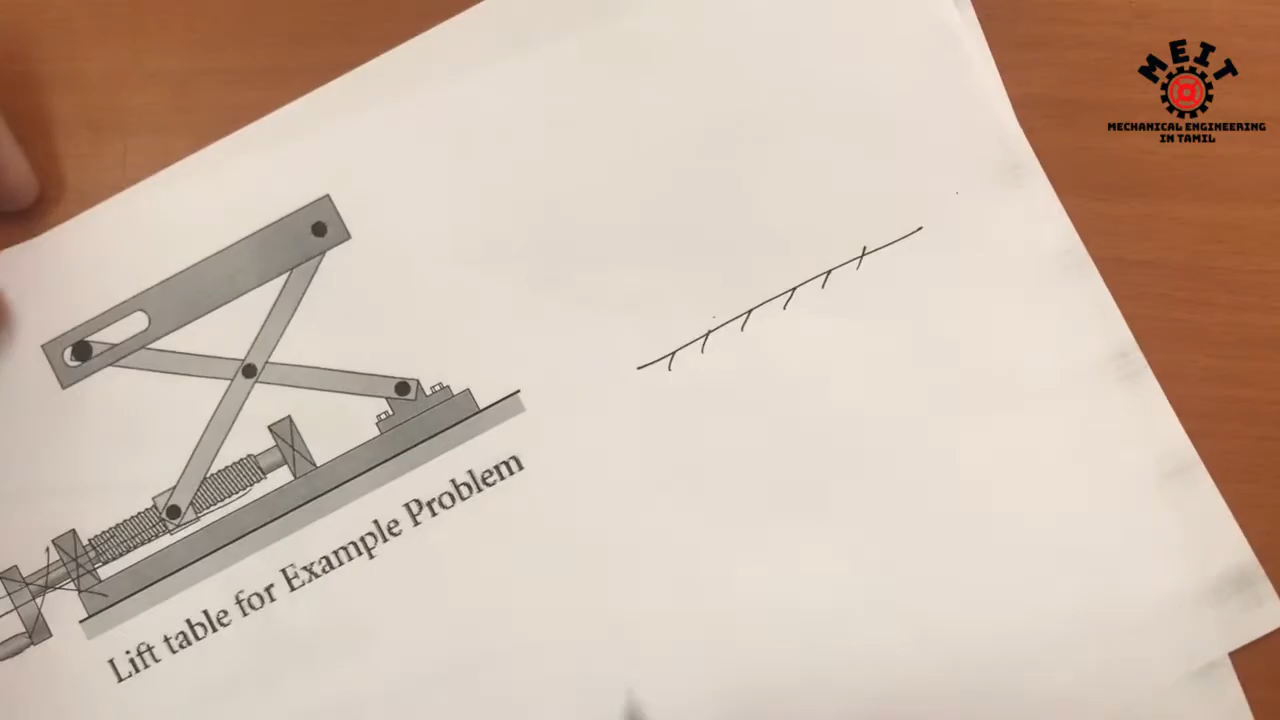 MEIT
MECHANICAL ENGINEERING
IN TAMIL
Lift table for Example Problem